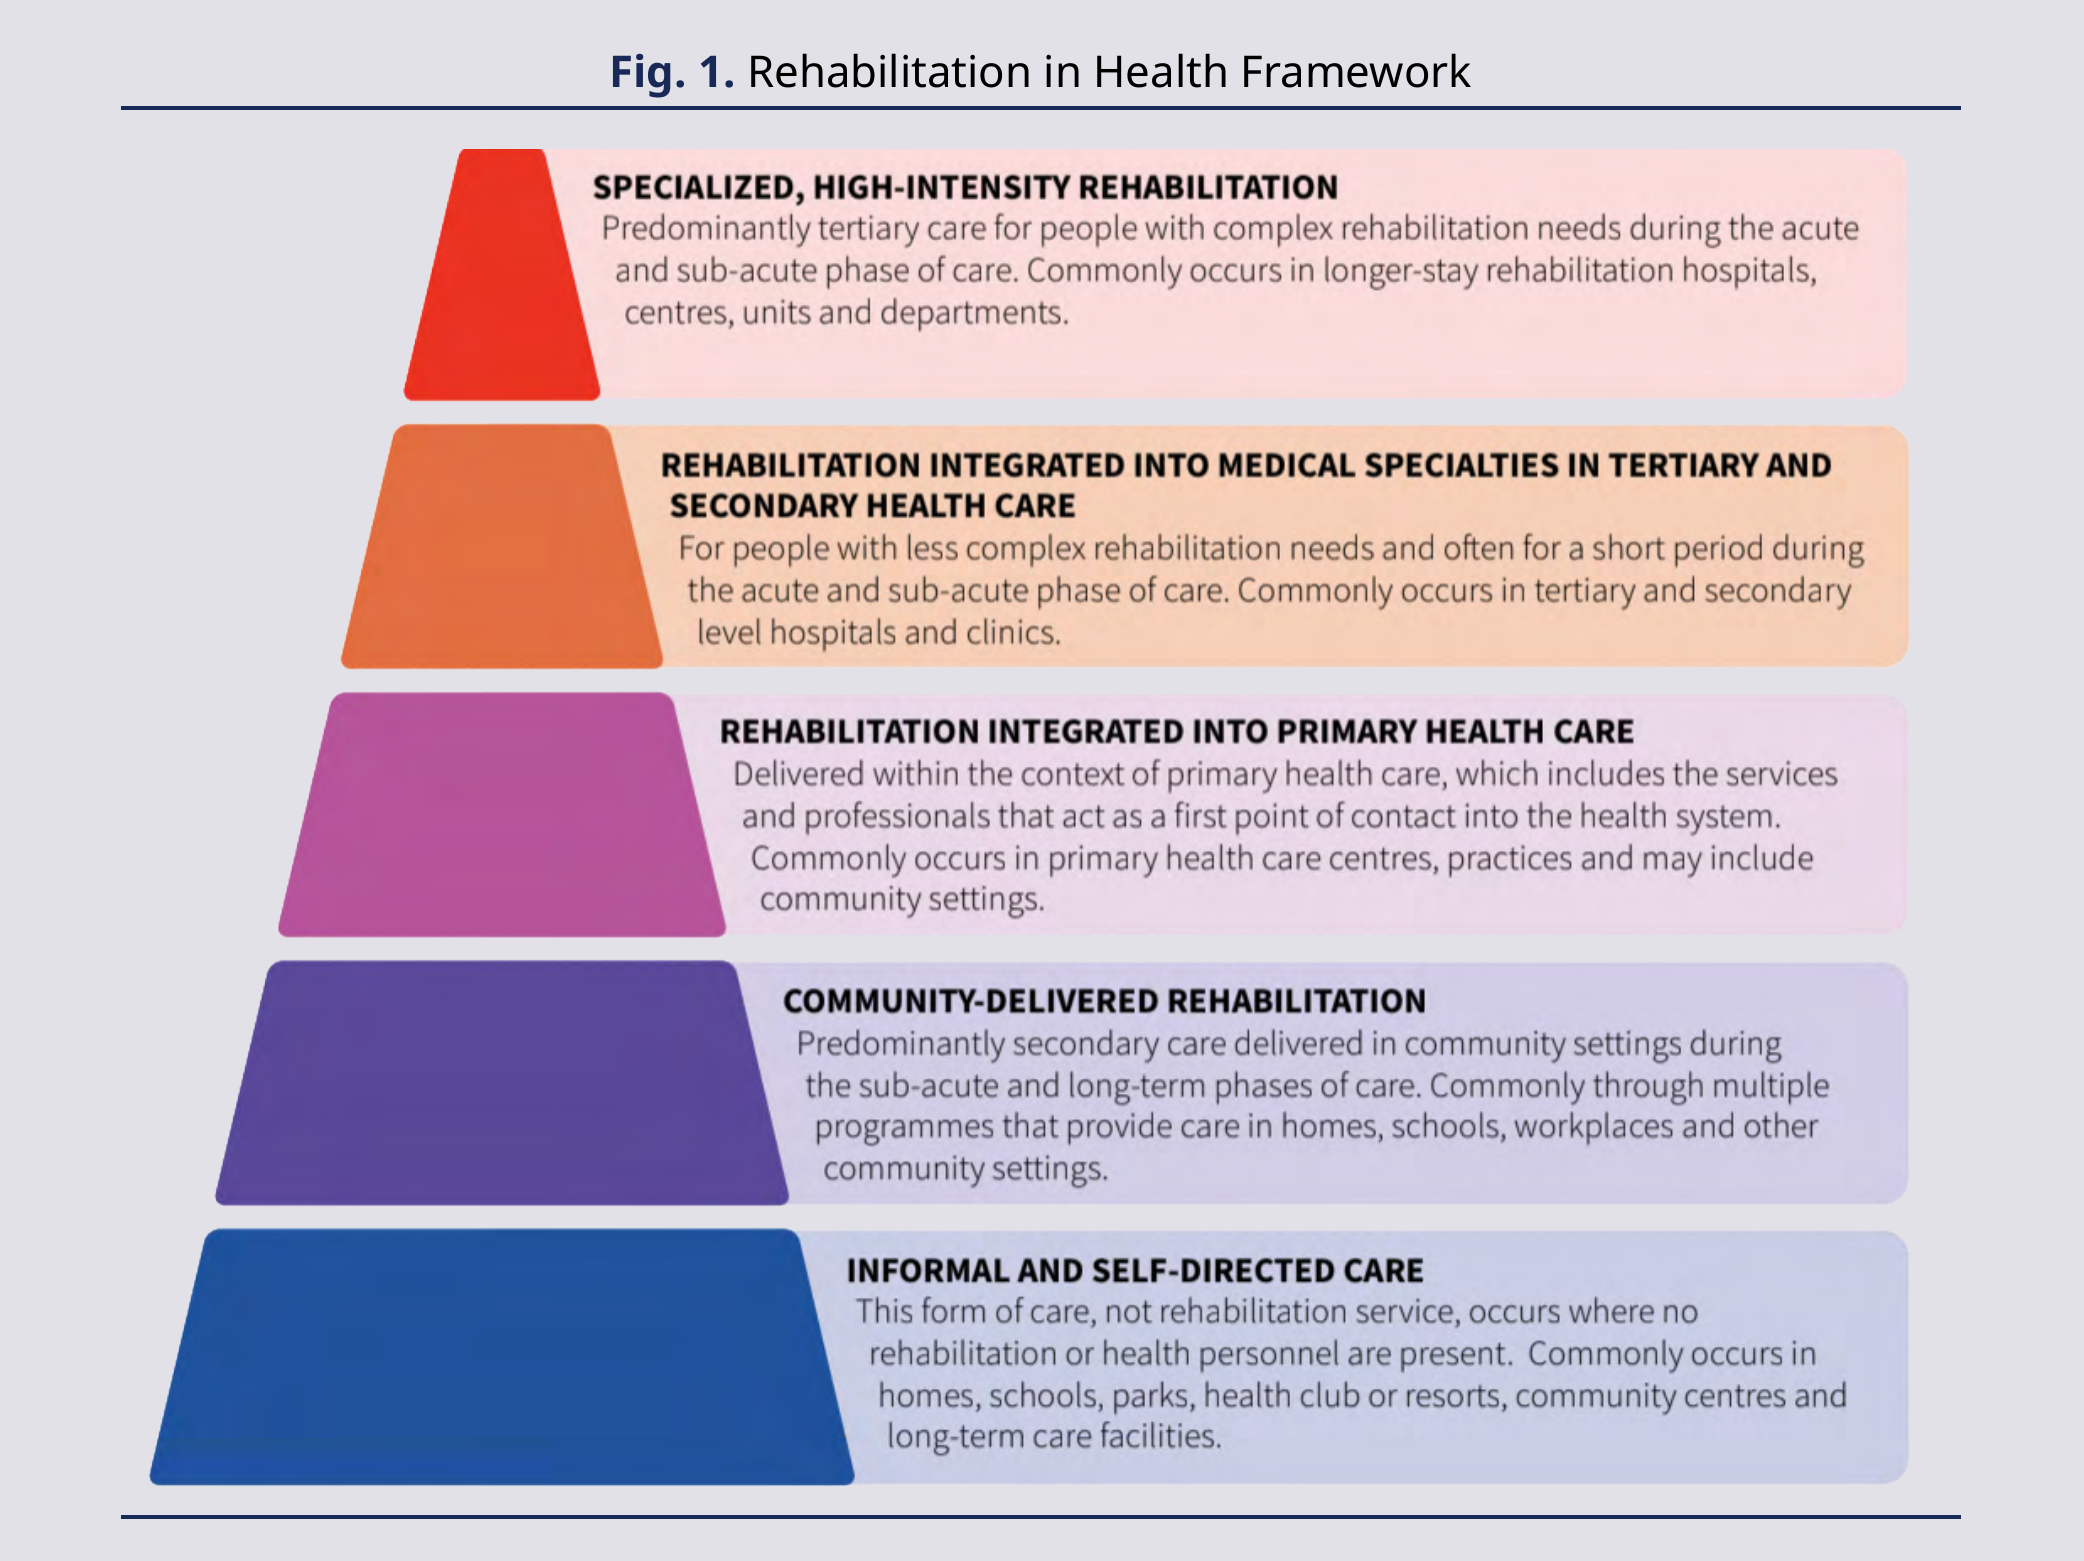 Fig. 1. Rehabilitation in Health Framework
SPECIALIZED, HIGH-INTENSITY REHABILITATION
Predominantly tertiary care for people with complex rehabilitation needs during the acute
and sub-acute phase of care. Commonly occurs in longer-stay rehabilitation hospitals,
centres, units and departments.
REHABILITATION INTEGRATED INTO MEDICAL SPECIALTIES IN TERTIARY AND
SECONDARY HEALTH CARE
For people with less complex rehabilitation needs and often for a short period during
the acute and sub-acute phase of care. Commonly occurs in tertiary and secondary
level hospitals and clinics.
REHABILITATION INTEGRATED INTO PRIMARY HEALTH CARE
Delivered within the context of primary health care, which includes the services
and professionals that act as a first point of contact into the health system.
Commonly occurs in primary health care centres, practices and may include
community settings.
COMMUNITY-DELIVERED REHABILITATION
Predominantly secondary care delivered in community settings during
the sub-acute and long-term phases of care. Commonly through multiple
programmes that provide care in homes, schools, workplaces and other
community settings.
INFORMAL AND SELF-DIRECTED CARE
This form of care, not rehabilitation service, occurs where no
rehabilitation or health personnel are present. Commonly occurs in
homes, schools, parks, health club or resorts, community centres and
long-term care facilities.